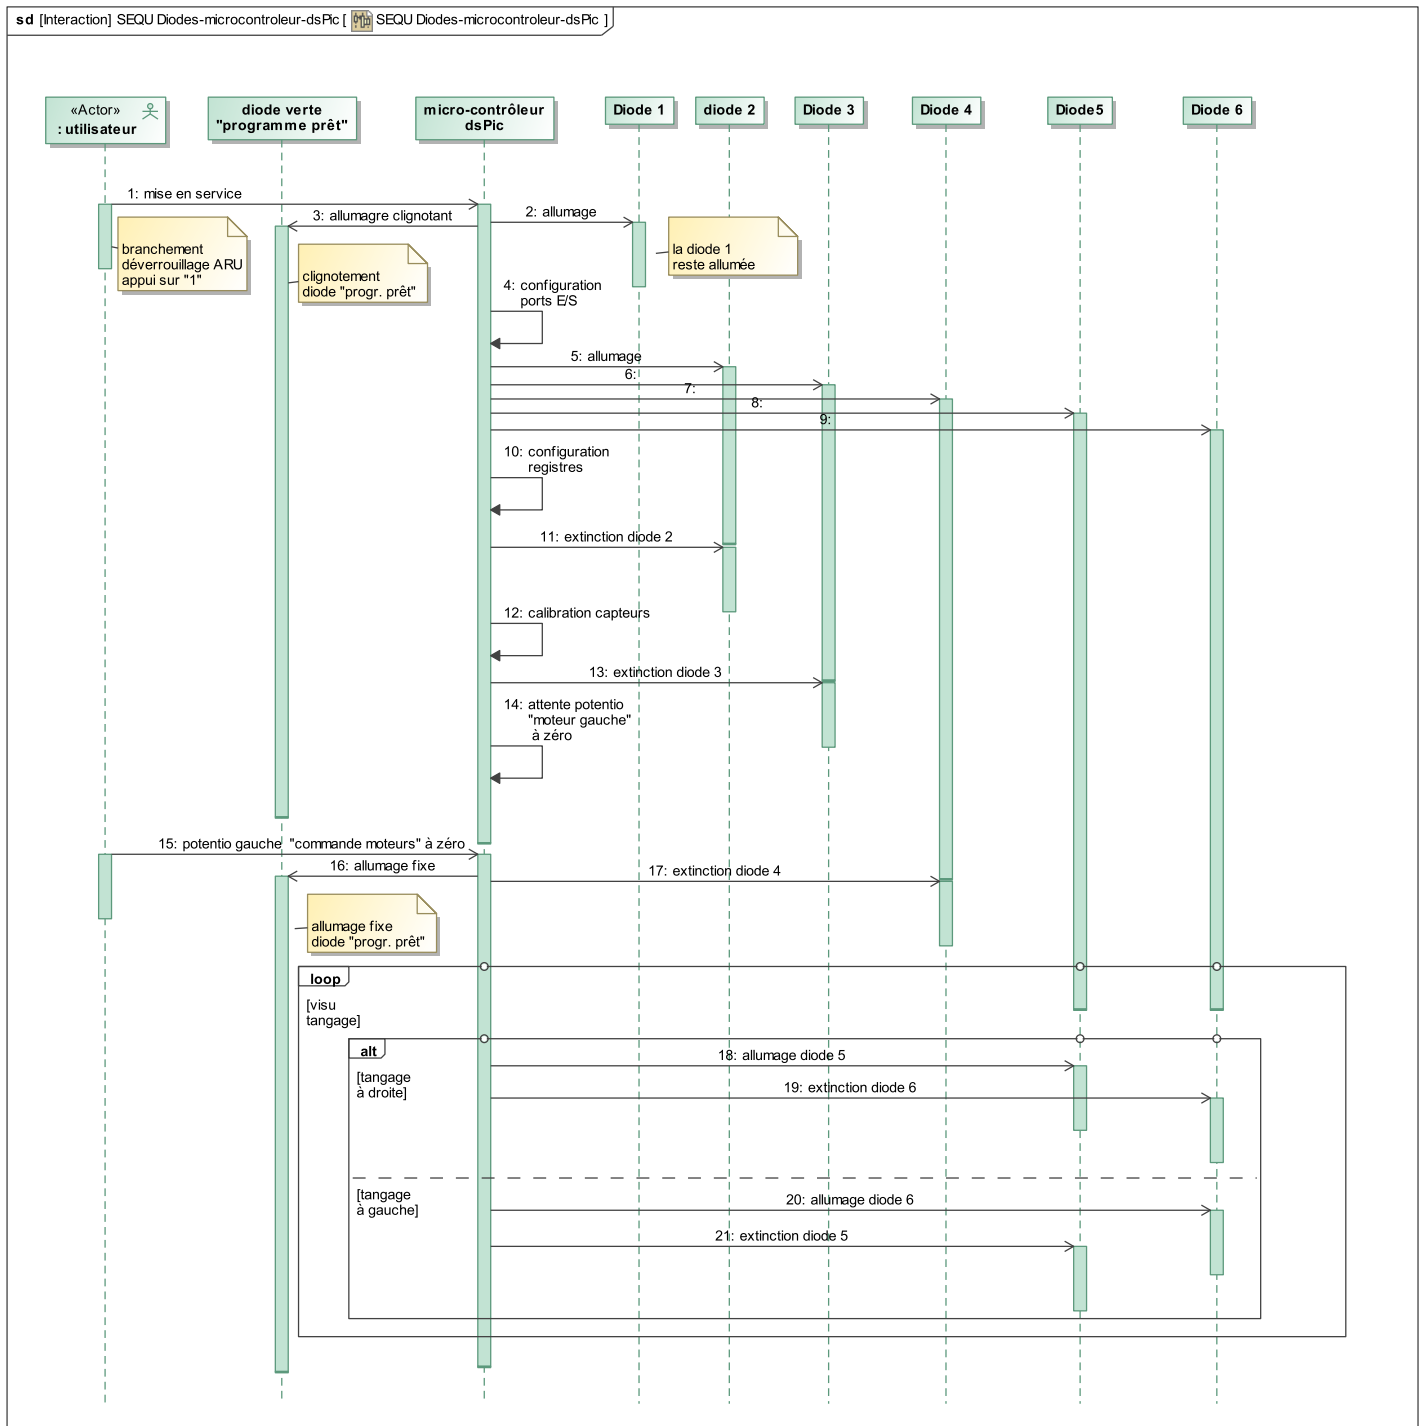 sd [Interaction] SEQU Diodes-microcontroleur-dsPic [ SEQU Diodes-microcontroleur-dsPic ]
«Actor»
: utilisateur
diode verte
"programme prêt"
micro-contrôleur
dsPic
Diode 1
diode 2
Diode 3
Diode 4
Diode5
Diode 6
1: mise en service
2: allumage
3: allumagre clignotant
branchement
déverrouillage ARU
appui sur "1"
clignotement
diode "progr. prêt"
la diode 1
reste allumée
4: configuration
ports E/S
5: allumage
6:
7:
8:
9:
10: configuration
registres
11: extinction diode 2
12: calibration capteurs
13: extinction diode 3
14: attente potentio
"moteur gauche"
à zéro
15: potentio gauche "commande moteurs" à zéro
16: allumage fixe
17: extinction diode 4
allumage fixe
diode "progr. prêt"
loop
[visu
tangage]
alt
18: allumage diode 5
[tangage
à droite]
19: extinction diode 6
[tangage
à gauche]
20: allumage diode 6
21: extinction diode 5